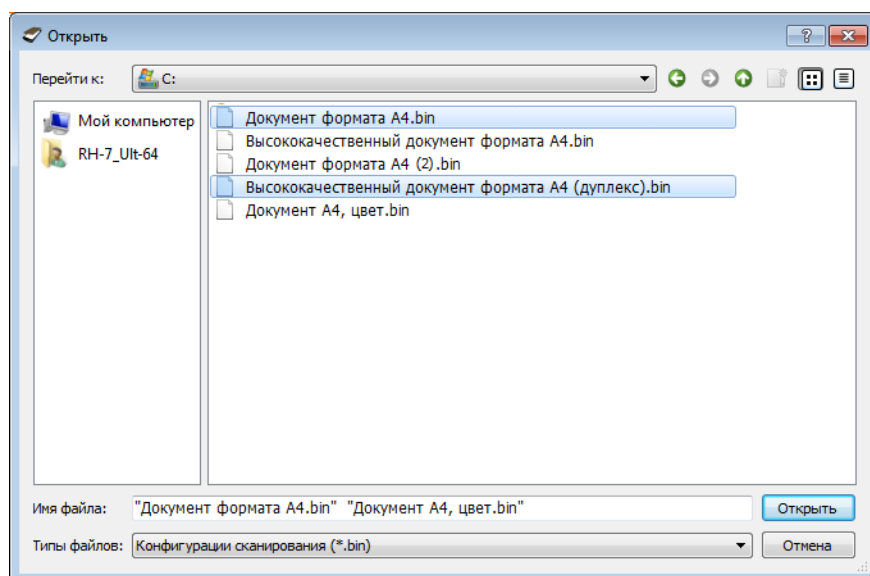 Открыть
Перейти к: C:
Мой компьютер
RH-7_Ult-64
Документ формата A4.bin
Высококачественный документ формата A4.bin
Документ формата A4 (2).bin
Высококачественный документ формата A4 (дуплекс).bin
Документ A4, цвет.bin
Имя файла: "Документ формата A4.bin" "Документ A4, цвет.bin" Открыть
Типы файлов: Конфигурации сканирования (*.bin) Отмена